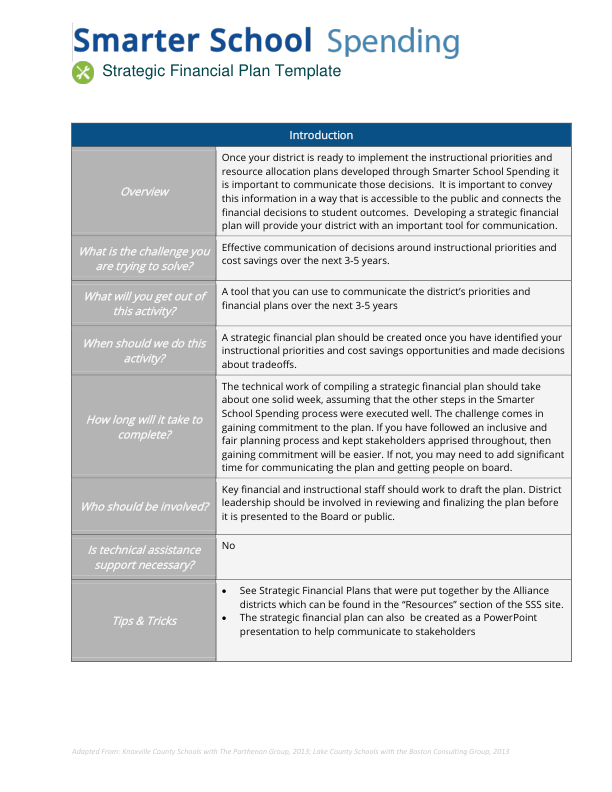 Smarter School Spending
Strategic Financial Plan Template
Introduction
Overview
Once your district is ready to implement the instructional priorities and
resource allocation plans developed through Smarter School Spending it
is important to communicate those decisions.  It is important to convey
this information in a way that is accessible to the public and connects the
financial decisions to student outcomes.  Developing a strategic financial
plan will provide your district with an important tool for communication.
What is the challenge you
are trying to solve?
Effective communication of decisions around instructional priorities and
cost savings over the next 3-5 years.
What will you get out of
this activity?
A tool that you can use to communicate the district's priorities and
financial plans over the next 3-5 years
When should we do this
activity?
A strategic financial plan should be created once you have identified your
instructional priorities and cost savings opportunities and made decisions
about tradeoffs.
How long will it take to
complete?
The technical work of compiling a strategic financial plan should take
about one solid week, assuming that the other steps in the Smarter
School Spending process were executed well. The challenge comes in
gaining commitment to the plan. If you have followed an inclusive and
fair planning process and kept stakeholders apprised throughout, then
gaining commitment will be easier. If not, you may need to add significant
time for communicating the plan and getting people on board.
Who should be involved?
Key financial and instructional staff should work to draft the plan. District
leadership should be involved in reviewing and finalizing the plan before
it is presented to the Board or public.
Is technical assistance
support necessary?
No
Tips & Tricks
• See Strategic Financial Plans that were put together by the Alliance
districts which can be found in the “Resources” section of the SSS site.
• The strategic financial plan can also  be created as a PowerPoint
presentation to help communicate to stakeholders
Adapted From: Knoxville County Schools with The Parthenon Group, 2013; Lake County Schools with the Boston Consulting Group, 2013